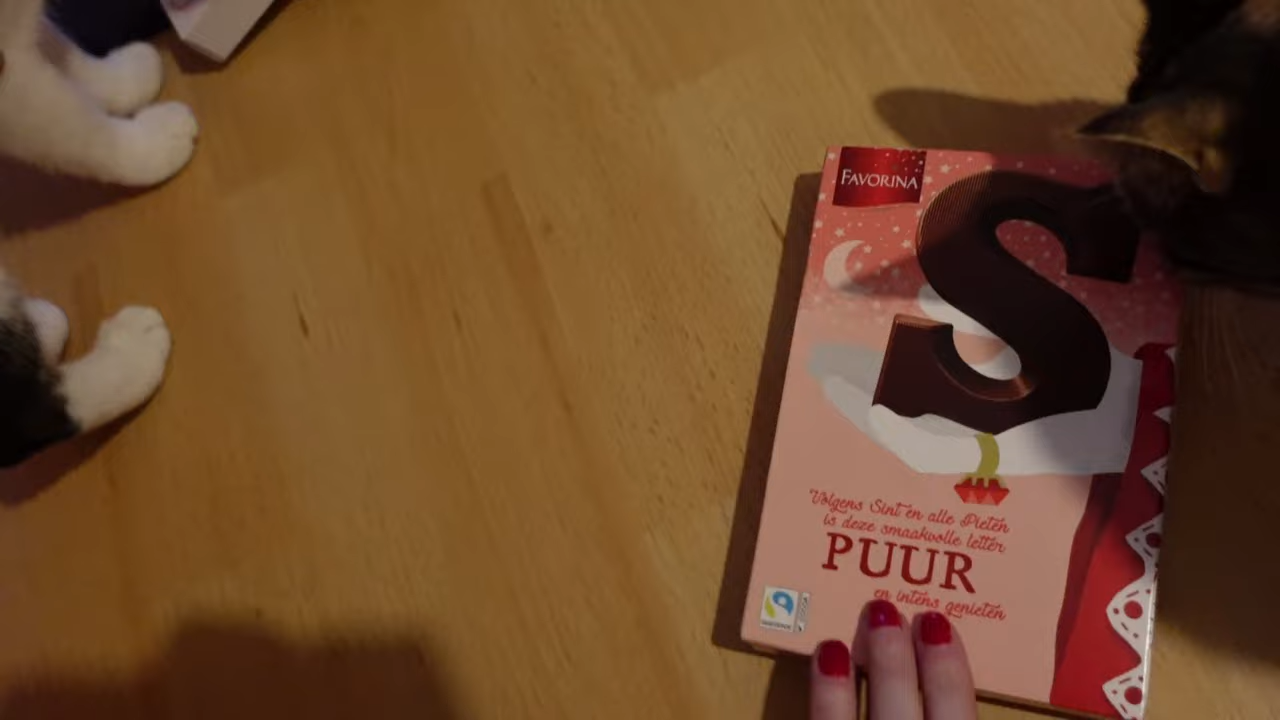 FAVORINA
Volgens Sint en alle Pieten
is deze smaakvolle letter
PUUR
en intens genieten